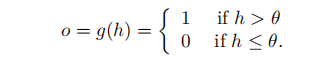 o = g(h) = { 1 if h > θ
0 if h ≤ θ.